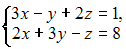 3x − y + 2z = 1,
2x + 3y − z = 8